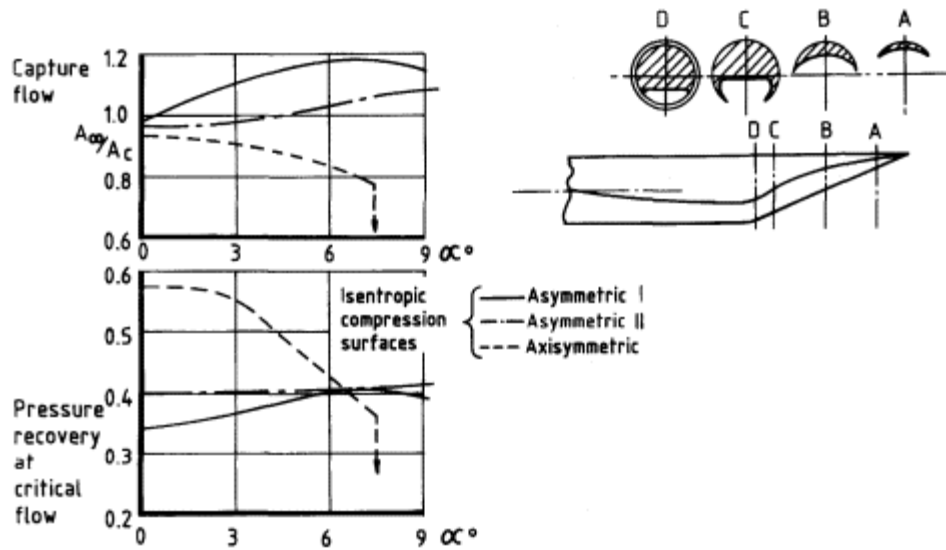 D C B A
Capture
flow
A∞/Ac
1.2
1.0
0.8
0.6
0 3 6 9 αº
D C B A
0.6
0.5
0.4
0.3
0.2
Pressure
recovery
at
critical
flow
0 3 6 9 αº
Isentropic
compression
surfaces
Asymmetric I
Asymmetric II
Axisymmetric